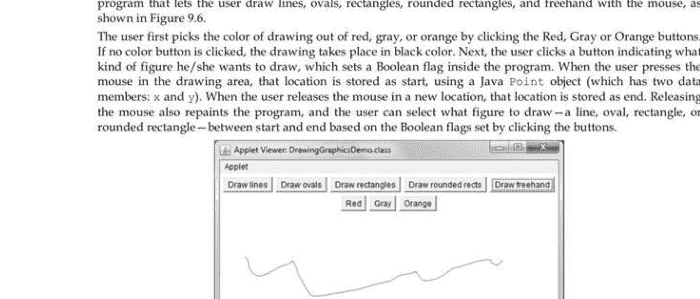 program that lets the user draw lines, ovals, rectangles, rounded rectangles, and freehand with the mouse, as
shown in Figure 9.6.
The user first picks the color of drawing out of red, gray, or orange by clicking the Red, Gray or Orange buttons.
If no color button is clicked, the drawing takes place in black color. Next, the user clicks a button indicating what
kind of figure he/she wants to draw, which sets a Boolean flag inside the program. When the user presses the
mouse in the drawing area, that location is stored as start, using a Java Point object (which has two data
members: x and y). When the user releases the mouse in a new location, that location is stored as end. Releasing
the mouse also repaints the program, and the user can select what figure to draw—a line, oval, rectangle, or
rounded rectangle—between start and end based on the Boolean flags set by clicking the buttons.
Applet Viewer: DrawingGraphicsDemo.class
Applet
Draw lines Draw ovals Draw rectangles Draw rounded rects Draw freehand
Red Gray Orange